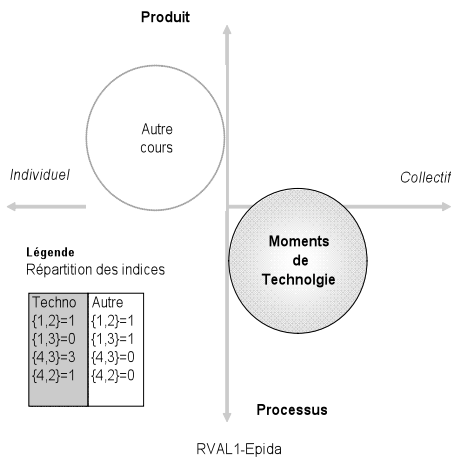 Produit
Autre
cours
Individuel
Collectif
Moments
de
Technolgie
Légende
Répartition des indices
Techno Autre
{1,2}=1 {1,2}=1
{1,3}=0 {1,3}=1
{4,3}=3 {4,3}=0
{4,2}=1 {4,2}=0
Processus
RVAL1-Epida